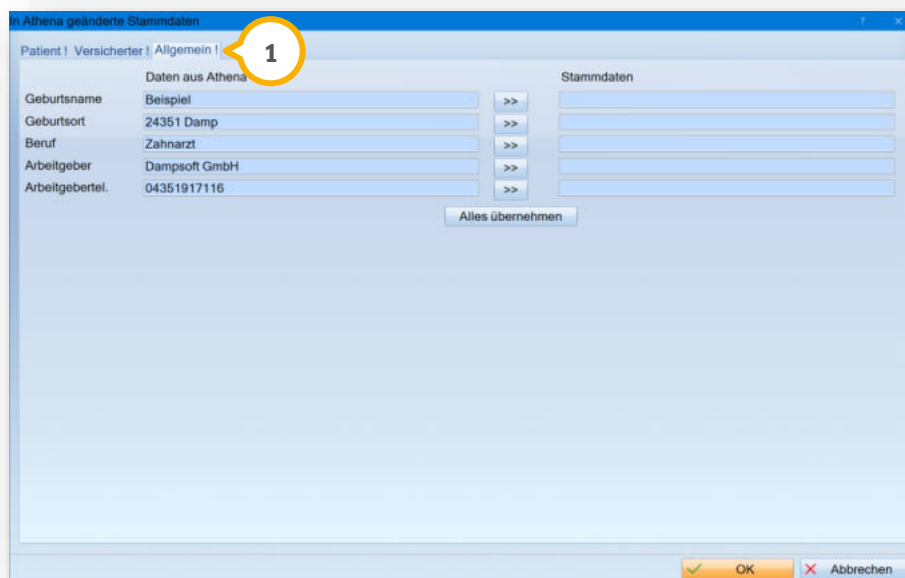 in Athena geänderte Stammdaten ? ×
Patient ! Versicherter ! Allgemein ! 1
Daten aus Athena Stammdaten
Geburtsname Beispiel >>
Geburtsort 24351 Damp >>
Beruf Zahnarzt >>
Arbeitgeber Dampsoft GmbH >>
Arbeitgebertel. 04351917116 >>
Alles übernehmen
OK Abbrechen